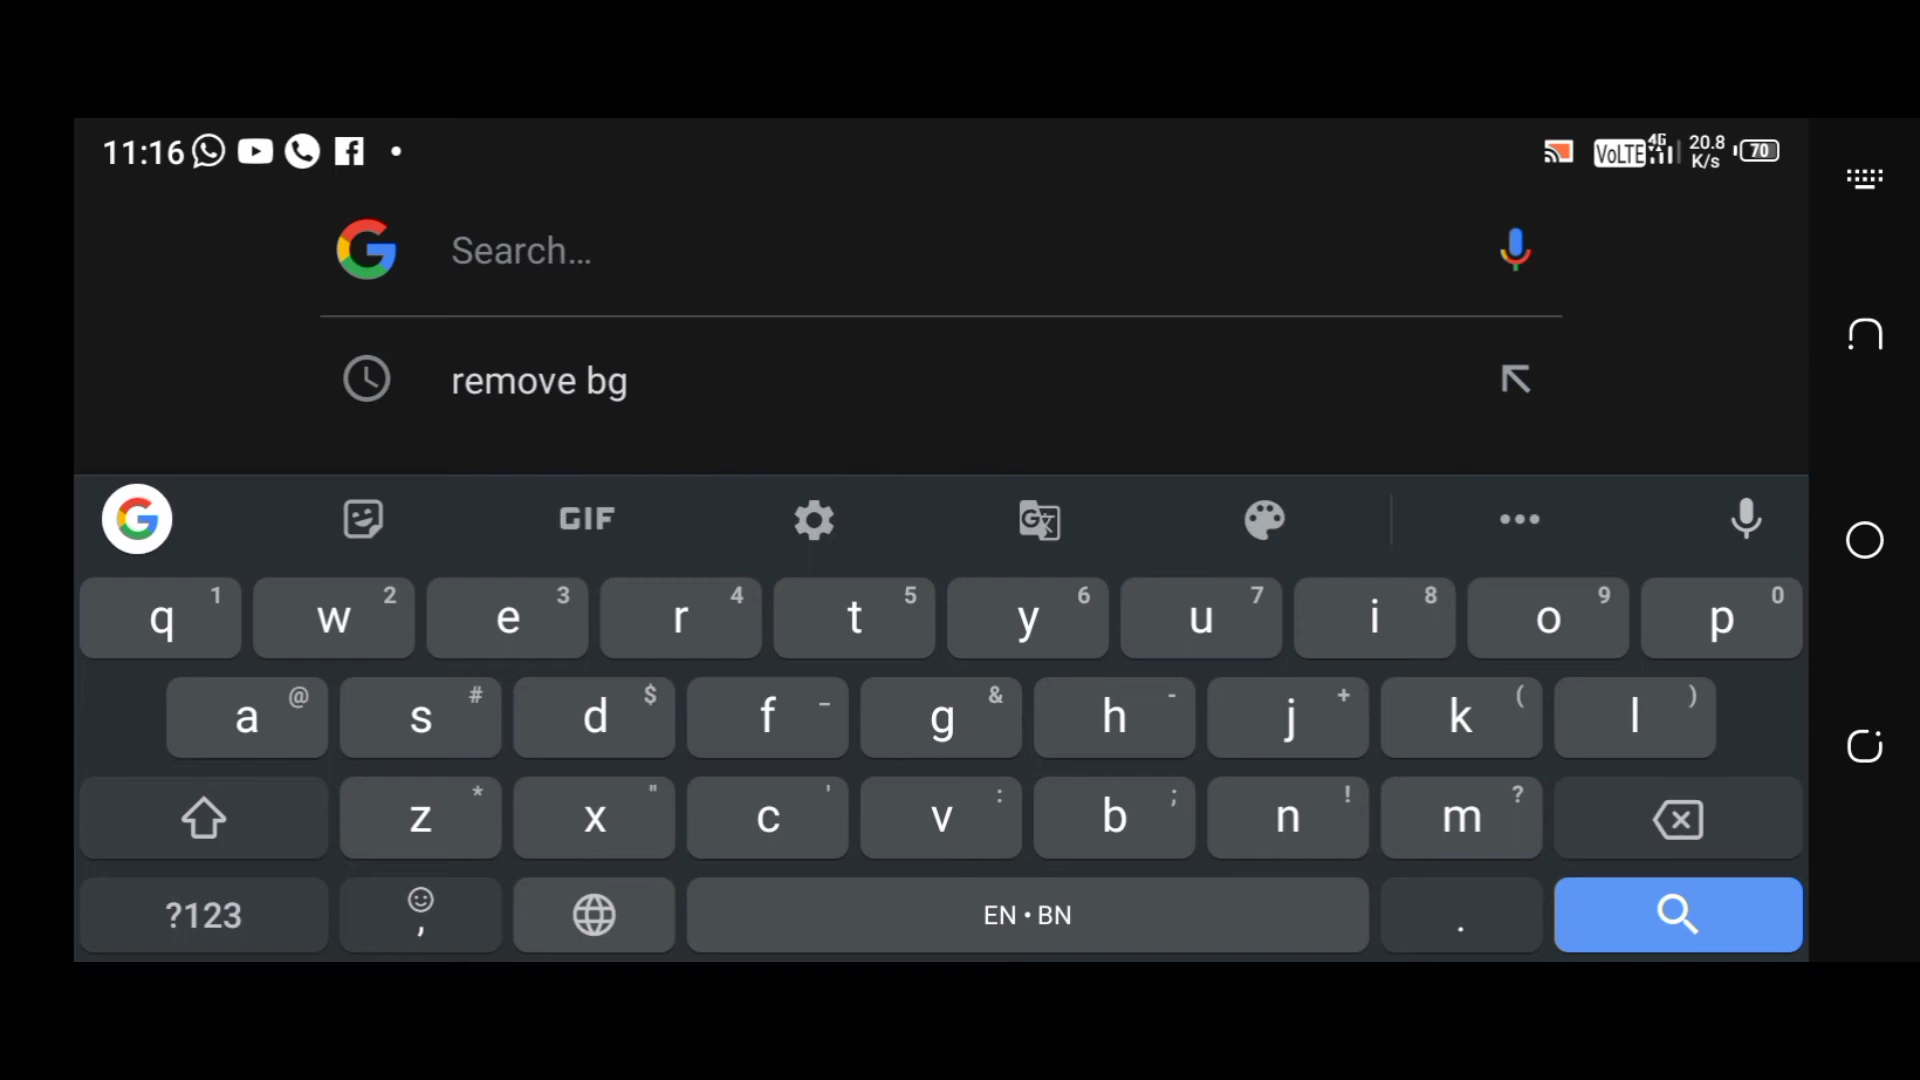 11:16
VoLTE 4G 20.8 K/s 70
Search...
remove bg
GIF
q 1 w 2 e 3 r 4 t 5 y 6 u 7 i 8 o 9 p 0
a @ s # d $ f _ g & h - j + k ( l )
z * x " c ' v : b ; n ! m ?
?123 , EN • BN .